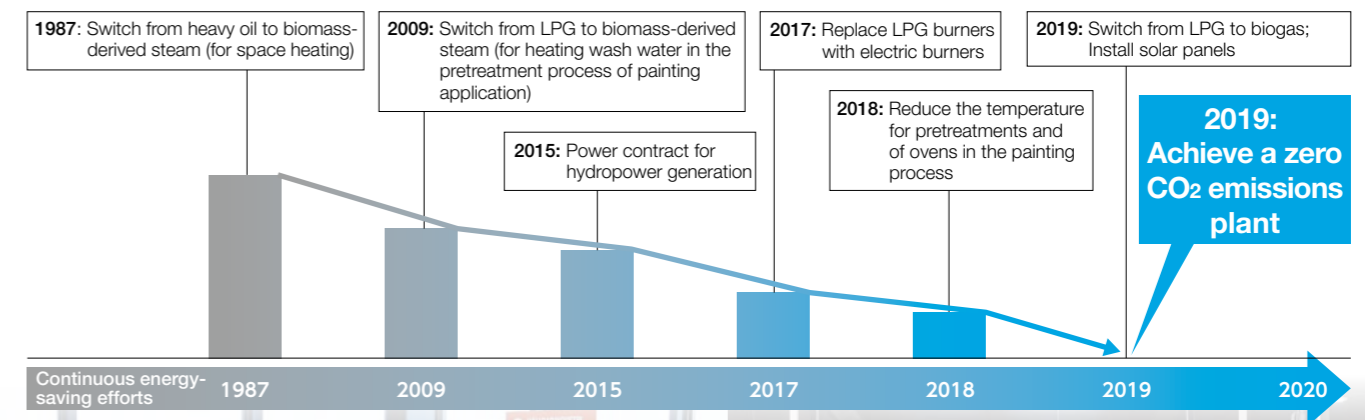 1987: Switch from heavy oil to biomass-
derived steam (for space heating)
2009: Switch from LPG to biomass-derived
steam (for heating wash water in the
pretreatment process of painting
application)
2015: Power contract for
hydropower generation
2017: Replace LPG burners
with electric burners
2018: Reduce the temperature
for pretreatments and
of ovens in the painting
process
2019: Switch from LPG to biogas;
Install solar panels
2019:
Achieve a zero
CO2 emissions
plant
Continuous energy-
saving efforts
1987 2009 2015 2017 2018 2019 2020